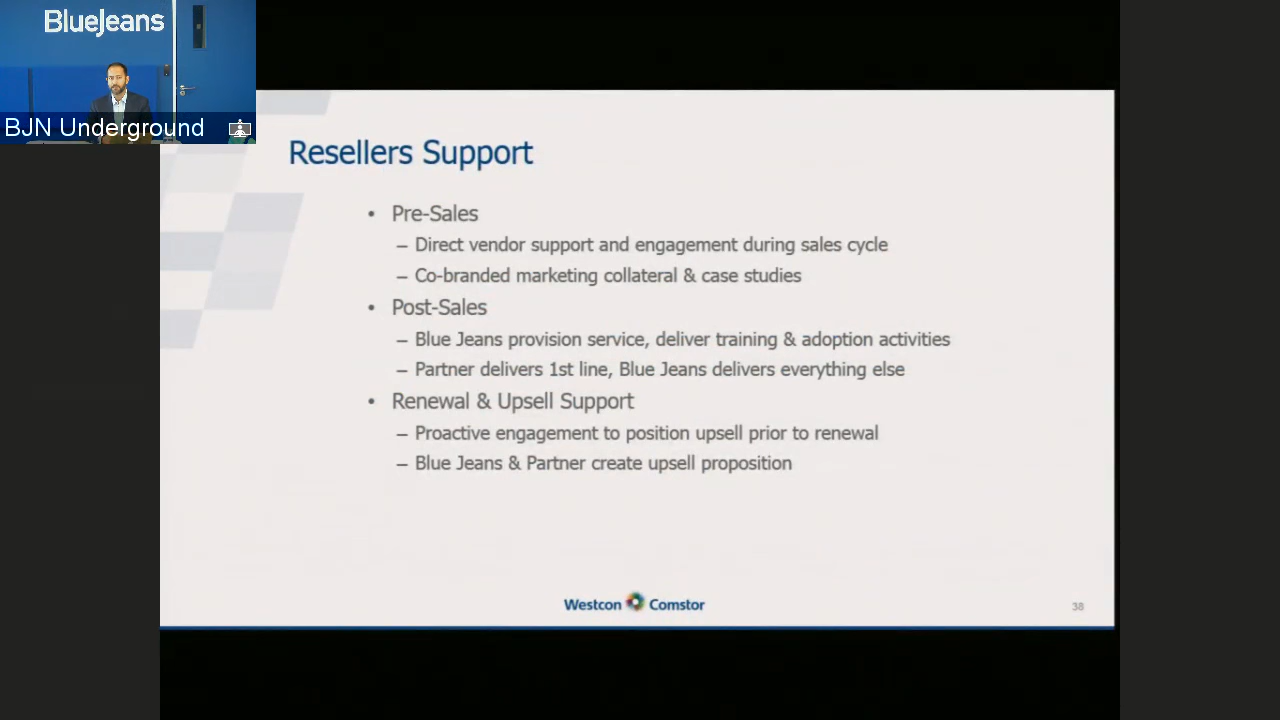 BlueJeans
BJN Underground
Resellers Support
• Pre-Sales
– Direct vendor support and engagement during sales cycle
– Co-branded marketing collateral & case studies
• Post-Sales
– Blue Jeans provision service, deliver training & adoption activities
– Partner delivers 1st line, Blue Jeans delivers everything else
• Renewal & Upsell Support
– Proactive engagement to position upsell prior to renewal
– Blue Jeans & Partner create upsell proposition
Westcon Comstor
38